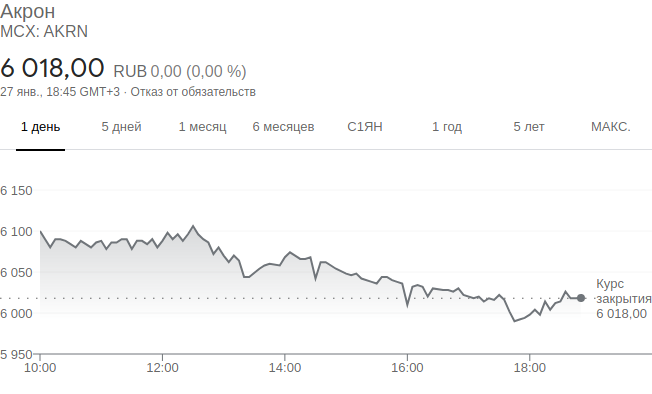 Акрон
MCX: AKRN
6 018,00 RUB 0,00 (0,00 %)
27 янв., 18:45 GMT+3 · Отказ от обязательств
1 день 5 дней 1 месяц 6 месяцев С1ЯН 1 год 5 лет МАКС.
6 150
6 100
6 050
6 000
5 950
Курс
закрытия
6 018,00
10:00 12:00 14:00 16:00 18:00